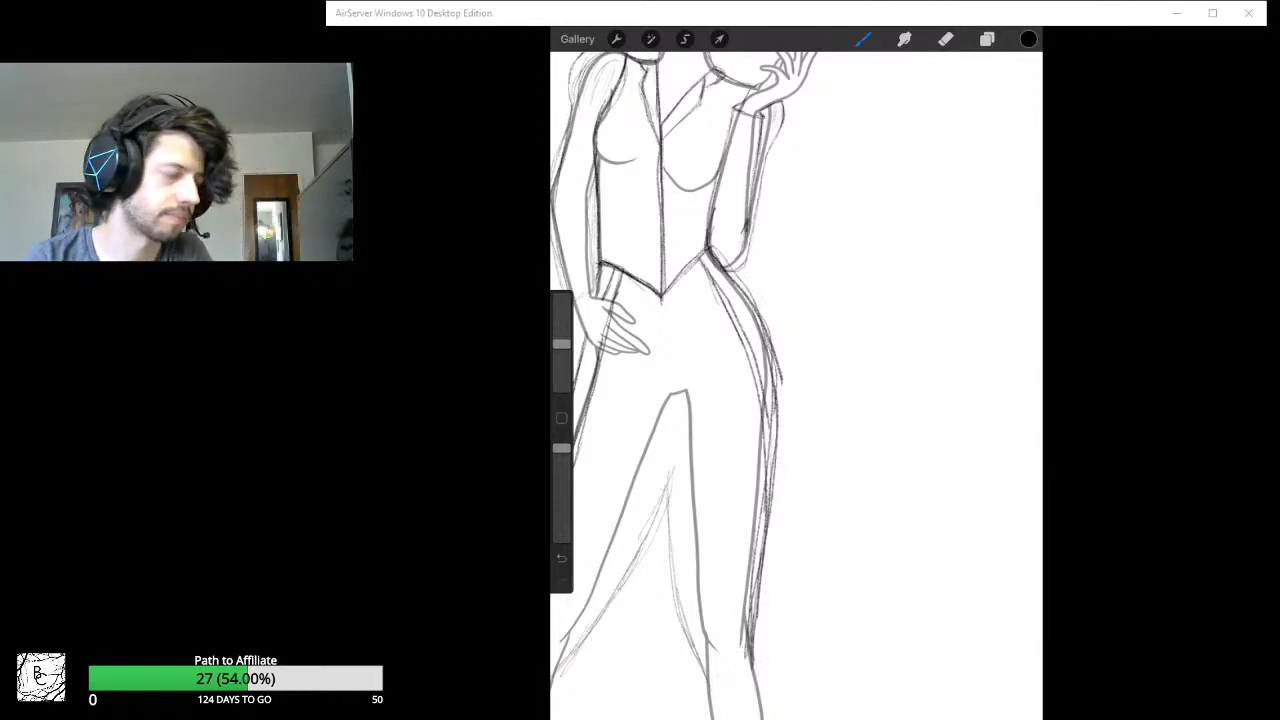 AirServer Windows 10 Desktop Edition
Gallery
Path to Affiliate
27 (54.00%)
0
124 DAYS TO GO
50